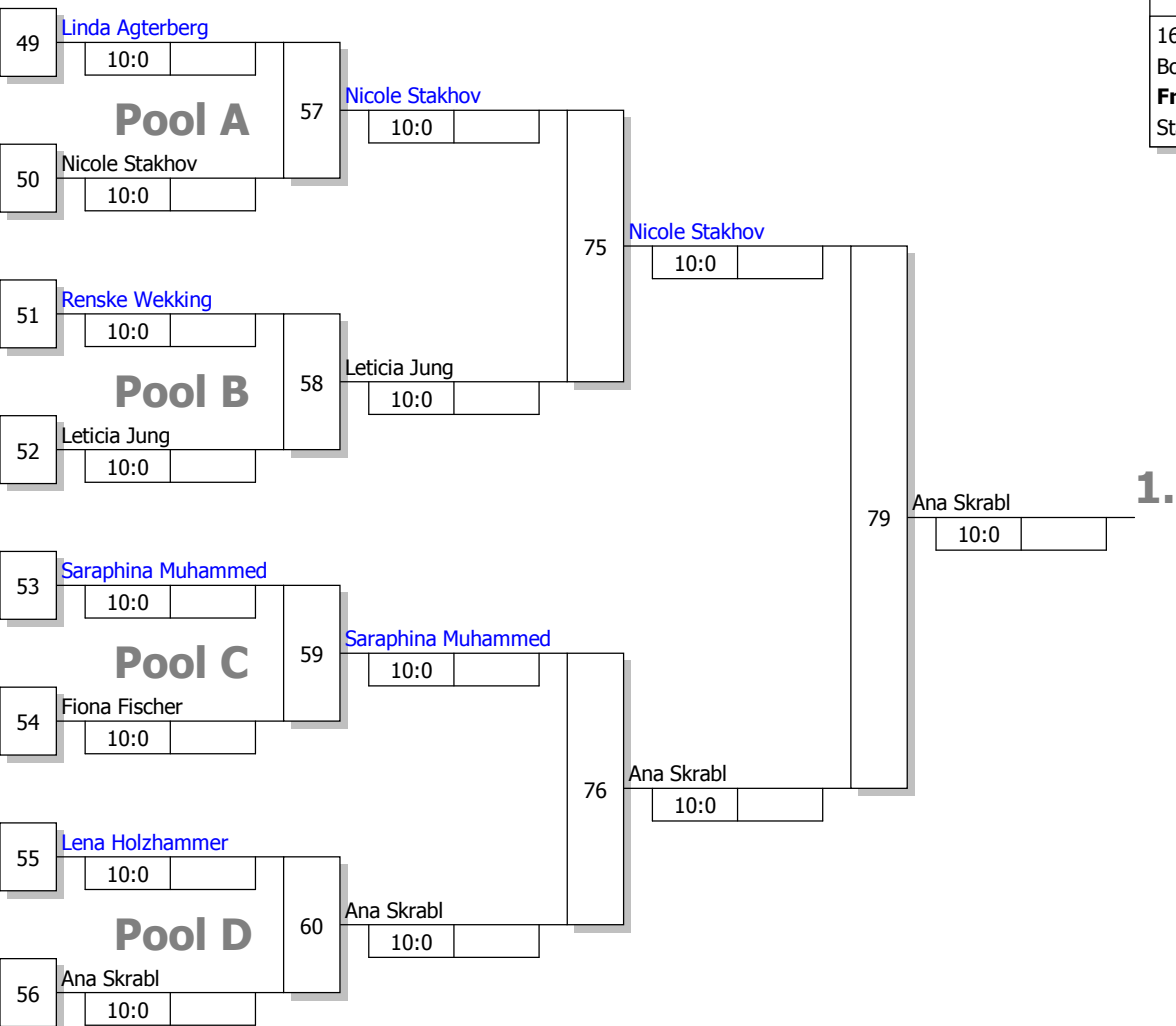 49
Linda Agterberg
10:0
Pool A
57
Nicole Stakhov
10:0
50
Nicole Stakhov
10:0
75
Nicole Stakhov
10:0
51
Renske Wekking
10:0
Pool B
58
Leticia Jung
10:0
52
Leticia Jung
10:0
79
Ana Skrabl
10:0
1.
53
Saraphina Muhammed
10:0
Pool C
59
Saraphina Muhammed
10:0
54
Fiona Fischer
10:0
76
Ana Skrabl
10:0
55
Lena Holzhammer
10:0
Pool D
60
Ana Skrabl
10:0
56
Ana Skrabl
10:0